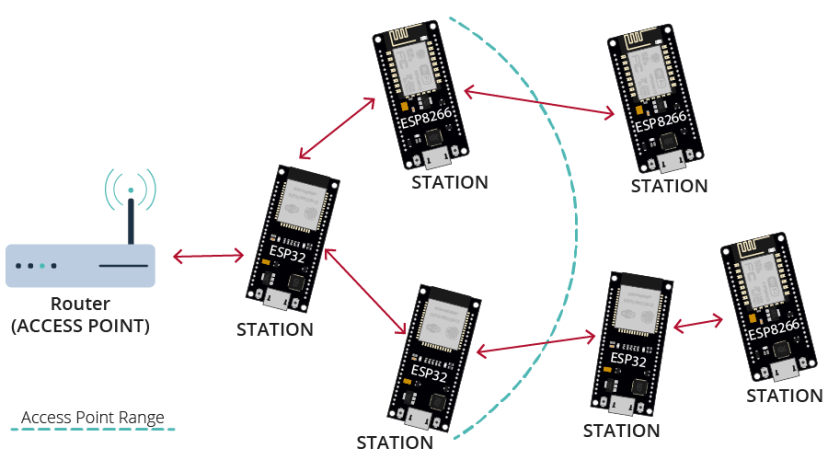 ESP8266
STATION
ESP8266
STATION
ESP32
STATION
Router
(ACCESS POINT)
ESP32
STATION
ESP32
STATION
ESP8266
STATION
Access Point Range